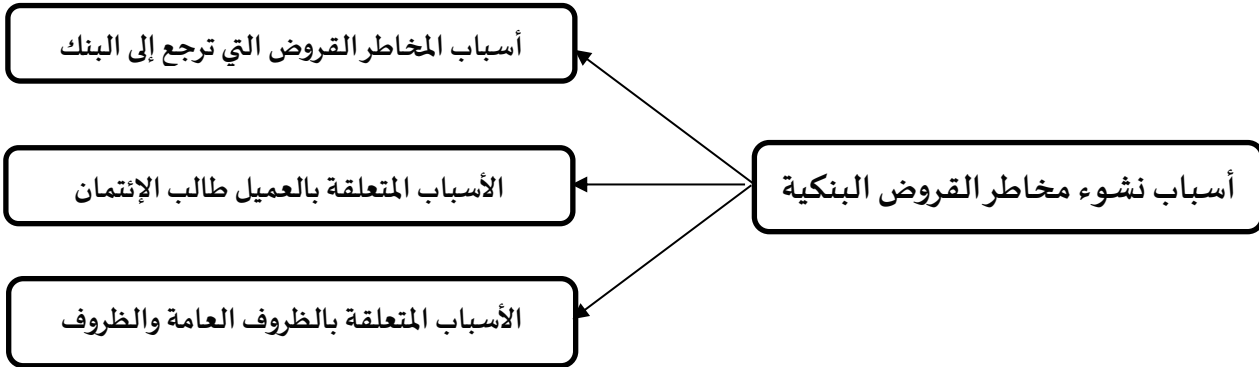 أسباب نشوء مخاطر القروض البنكية
أسباب المخاطر القروض التي ترجع إلى البنك
الأسباب المتعلقة بالعميل طالب الإئتمان
الأسباب المتعلقة بالظروف العامة والظروف